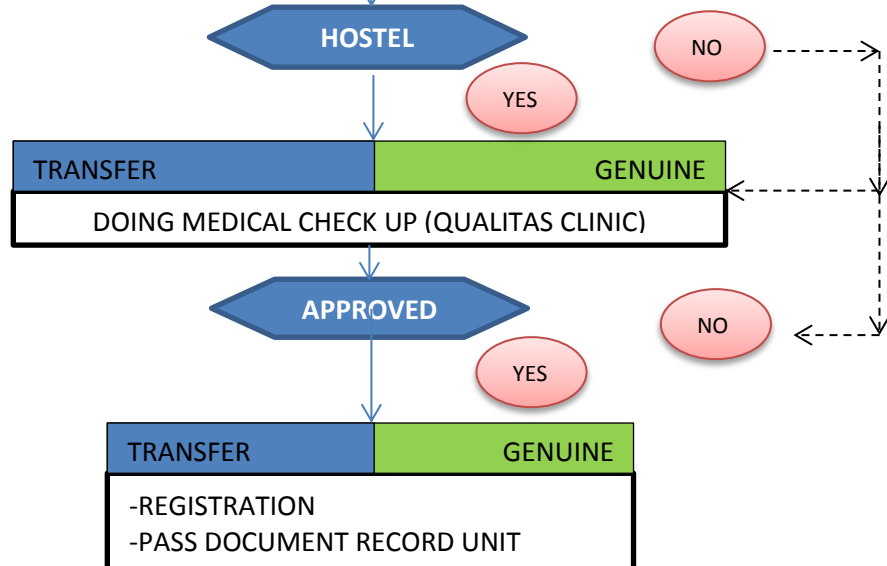 HOSTEL
NO
YES
TRANSFER GENUINE
DOING MEDICAL CHECK UP (QUALITAS CLINIC)
APPROVED
NO
YES
TRANSFER GENUINE
-REGISTRATION
-PASS DOCUMENT RECORD UNIT